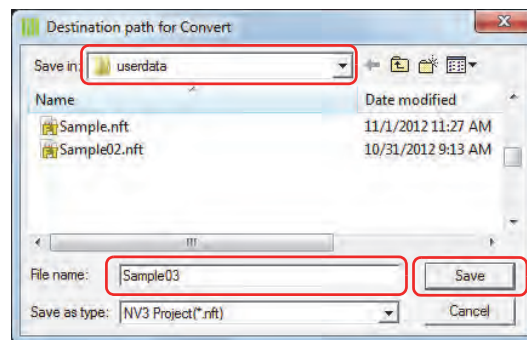 Destination path for Convert
Save in: userdata
Name Date modified
Sample.nft 11/1/2012 11:27 AM
Sample02.nft 10/31/2012 9:13 AM
File name: Sample03 Save
Save as type: NV3 Project(*.nft) Cancel